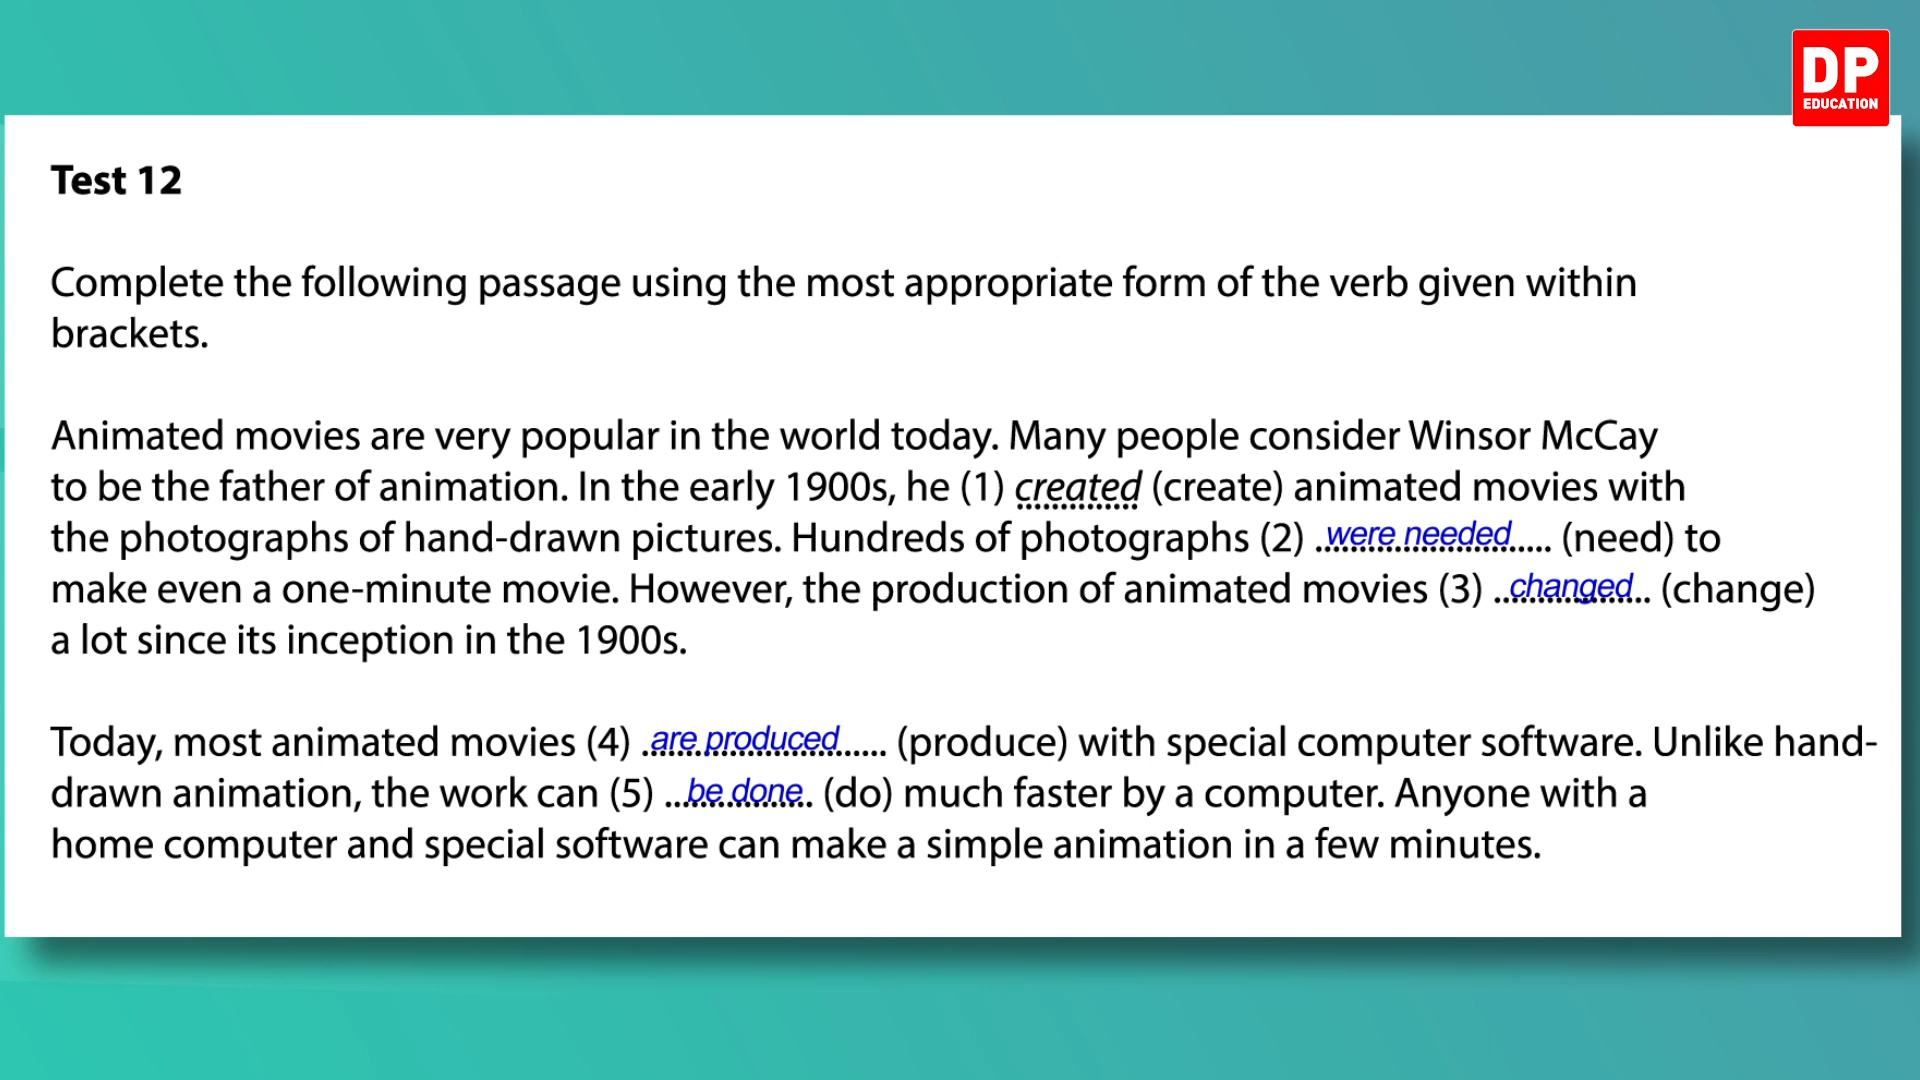 DP
EDUCATION
Test 12
Complete the following passage using the most appropriate form of the verb given within
brackets.
Animated movies are very popular in the world today. Many people consider Winsor McCay
to be the father of animation. In the early 1900s, he (1) created (create) animated movies with
the photographs of hand-drawn pictures. Hundreds of photographs (2) ..were needed..... (need) to
make even a one-minute movie. However, the production of animated movies (3) ..changed.. (change)
a lot since its inception in the 1900s.
Today, most animated movies (4) .are produced..... (produce) with special computer software. Unlike hand-
drawn animation, the work can (5) ...be done.. (do) much faster by a computer. Anyone with a
home computer and special software can make a simple animation in a few minutes.